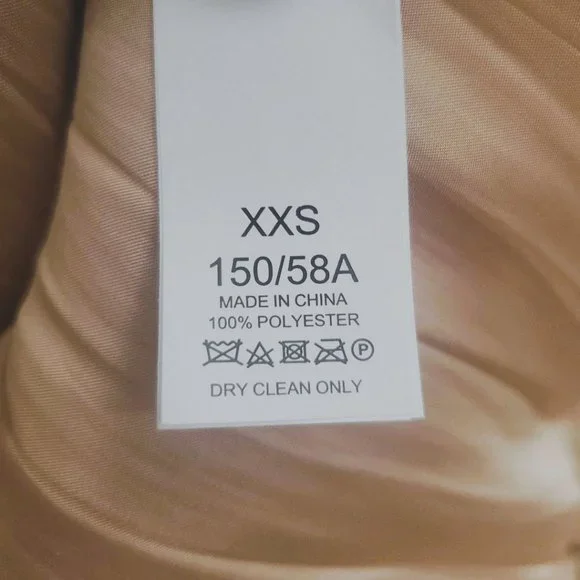 XXS
150/58A
MADE IN CHINA
100% POLYESTER
P
DRY CLEAN ONLY